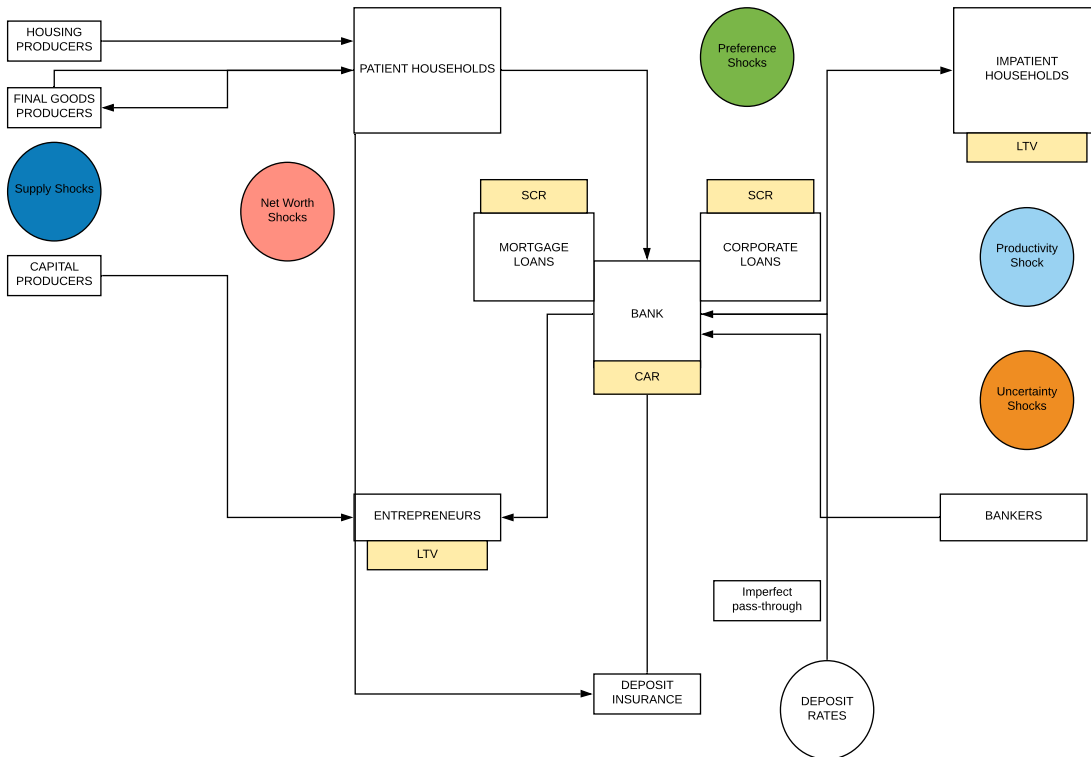 HOUSING
PRODUCERS
PATIENT HOUSEHOLDS
Preference
Shocks
IMPATIENT
HOUSEHOLDS
FINAL GOODS
PRODUCERS
LTV
Supply Shocks
Net Worth
Shocks
SCR
SCR
MORTGAGE
LOANS
CORPORATE
LOANS
Productivity
Shock
CAPITAL
PRODUCERS
BANK
CAR
Uncertainty
Shocks
ENTREPRENEURS
BANKERS
LTV
Imperfect
pass-through
DEPOSIT
INSURANCE
DEPOSIT
RATES